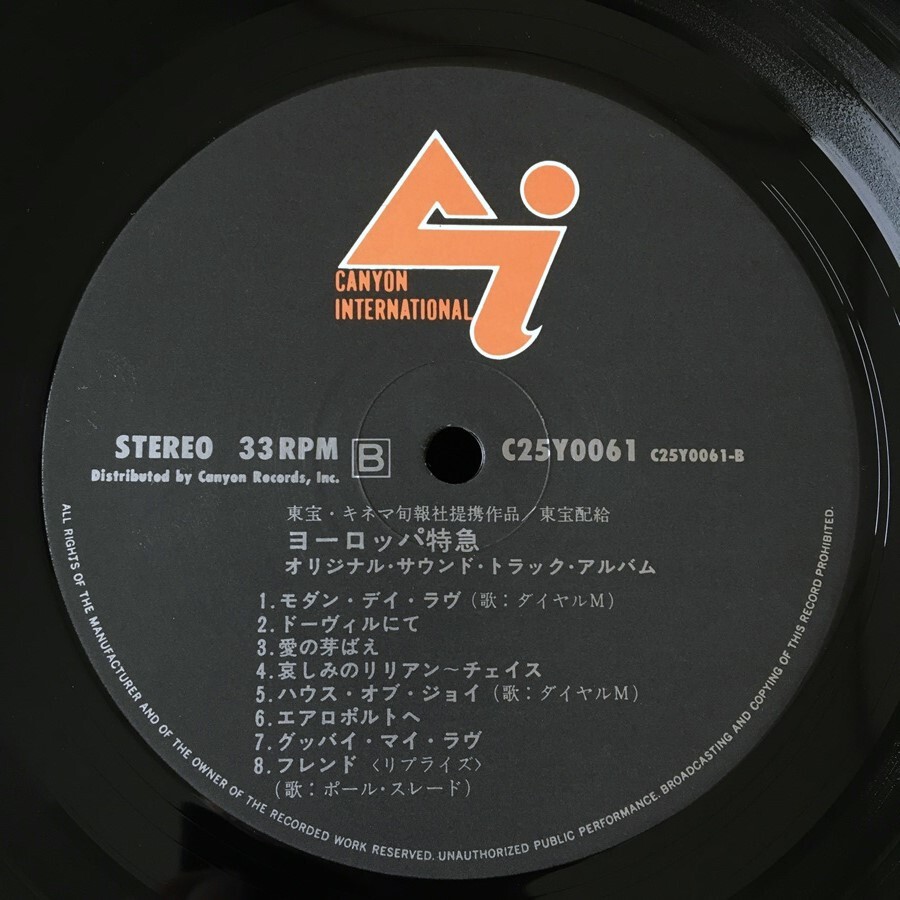 CANYON
INTERNATIONAL
STEREO 33RPM B C25Y0061 C25Y0061-B
Distributed by Canyon Records, Inc.
東宝・キネマ旬報社提携作品/東宝配給
ヨーロッパ特急
オリジナル・サウンド・トラック・アルバム
1.モダン・デイ・ラヴ(歌:ダイヤルM)
2.ドーヴィルにて
3.愛の芽ばえ
4.哀しみのリリアン〜チェイス
5.ハウス・オブ・ジョイ(歌:ダイヤルM)
6.エアロポルトへ
7.グッバイ・マイ・ラヴ
8.フレンド〈リプライズ〉
(歌:ポール・スレード)
ALL RIGHTS OF THE MANUFACTURER AND OF THE OWNER OF THE RECORDED WORK RESERVED. UNAUTHORIZED PUBLIC PERFORMANCE. BROADCASTING AND COPYING OF THIS RECORD PROHIBITED.